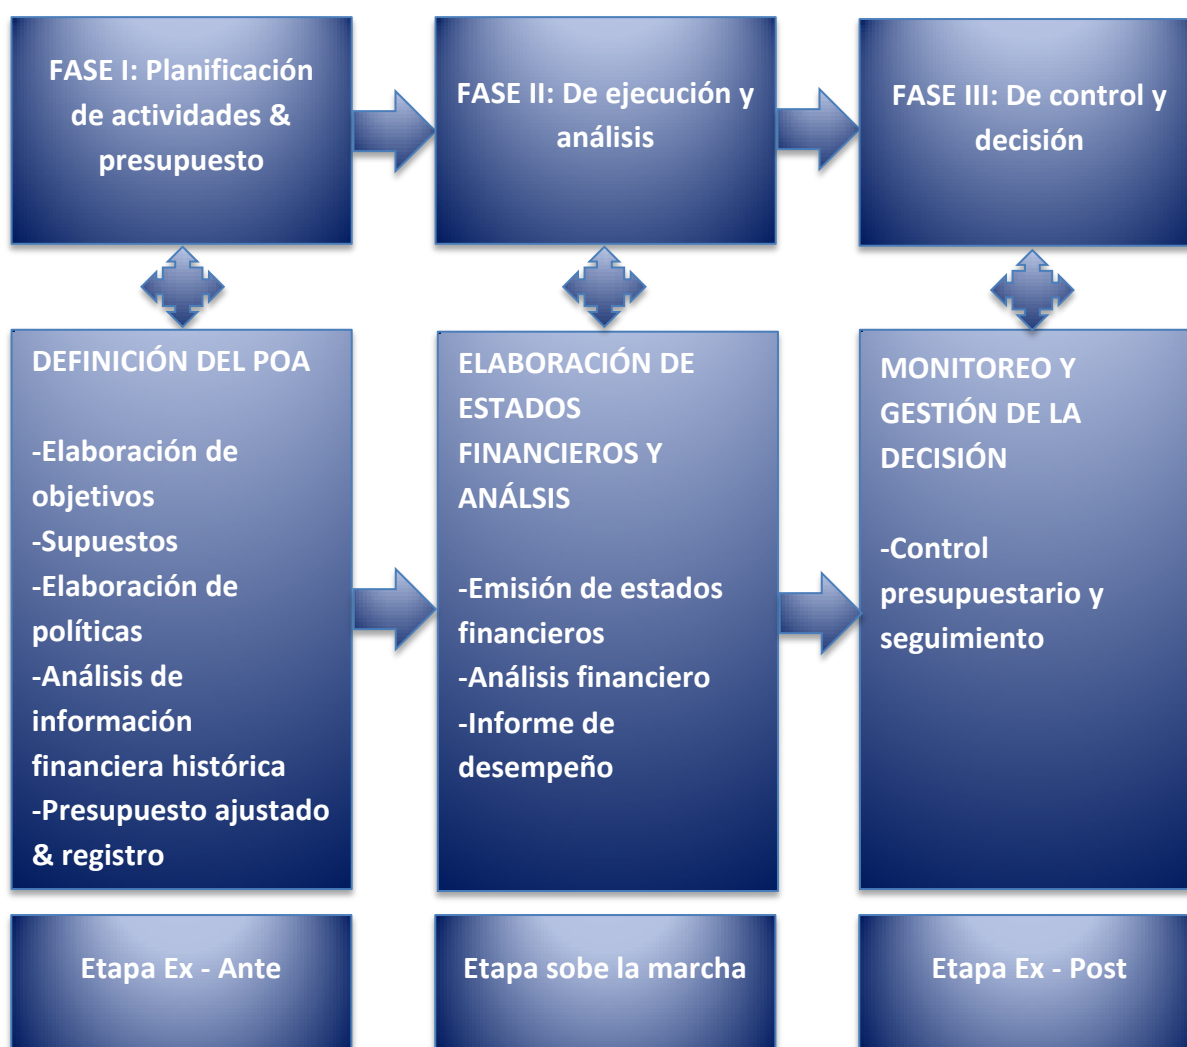 FASE I: Planificación
de actividades &
presupuesto
FASE II: De ejecución y
análisis
FASE III: De control y
decisión
DEFINICIÓN DEL POA
-Elaboración de
objetivos
-Supuestos
-Elaboración de
políticas
-Análisis de
información
financiera histórica
-Presupuesto ajustado
& registro
ELABORACIÓN DE
ESTADOS
FINANCIEROS Y
ANÁLSIS
-Emisión de estados
financieros
-Análisis financiero
-Informe de
desempeño
MONITOREO Y
GESTIÓN DE LA
DECISIÓN
-Control
presupuestario y
seguimiento
Etapa Ex - Ante
Etapa sobe la marcha
Etapa Ex - Post